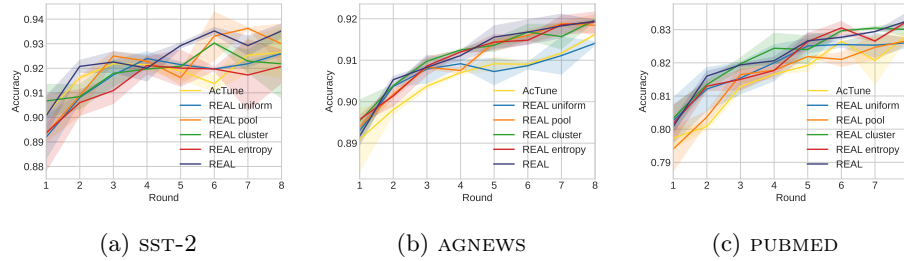 0.94
0.93
0.92
0.91
0.90
0.89
0.88
Accuracy
AcTune
REAL uniform
REAL pool
REAL cluster
REAL entropy
REAL
1 2 3 4 5 6 7 8
Round
(a) SST-2
0.92
0.91
0.90
0.89
Accuracy
AcTune
REAL uniform
REAL pool
REAL cluster
REAL entropy
REAL
1 2 3 4 5 6 7 8
Round
(b) AGNEWS
0.83
0.82
0.81
0.80
0.79
Accuracy
AcTune
REAL uniform
REAL pool
REAL cluster
REAL entropy
REAL
1 2 3 4 5 6 7 8
Round
(c) PUBMED